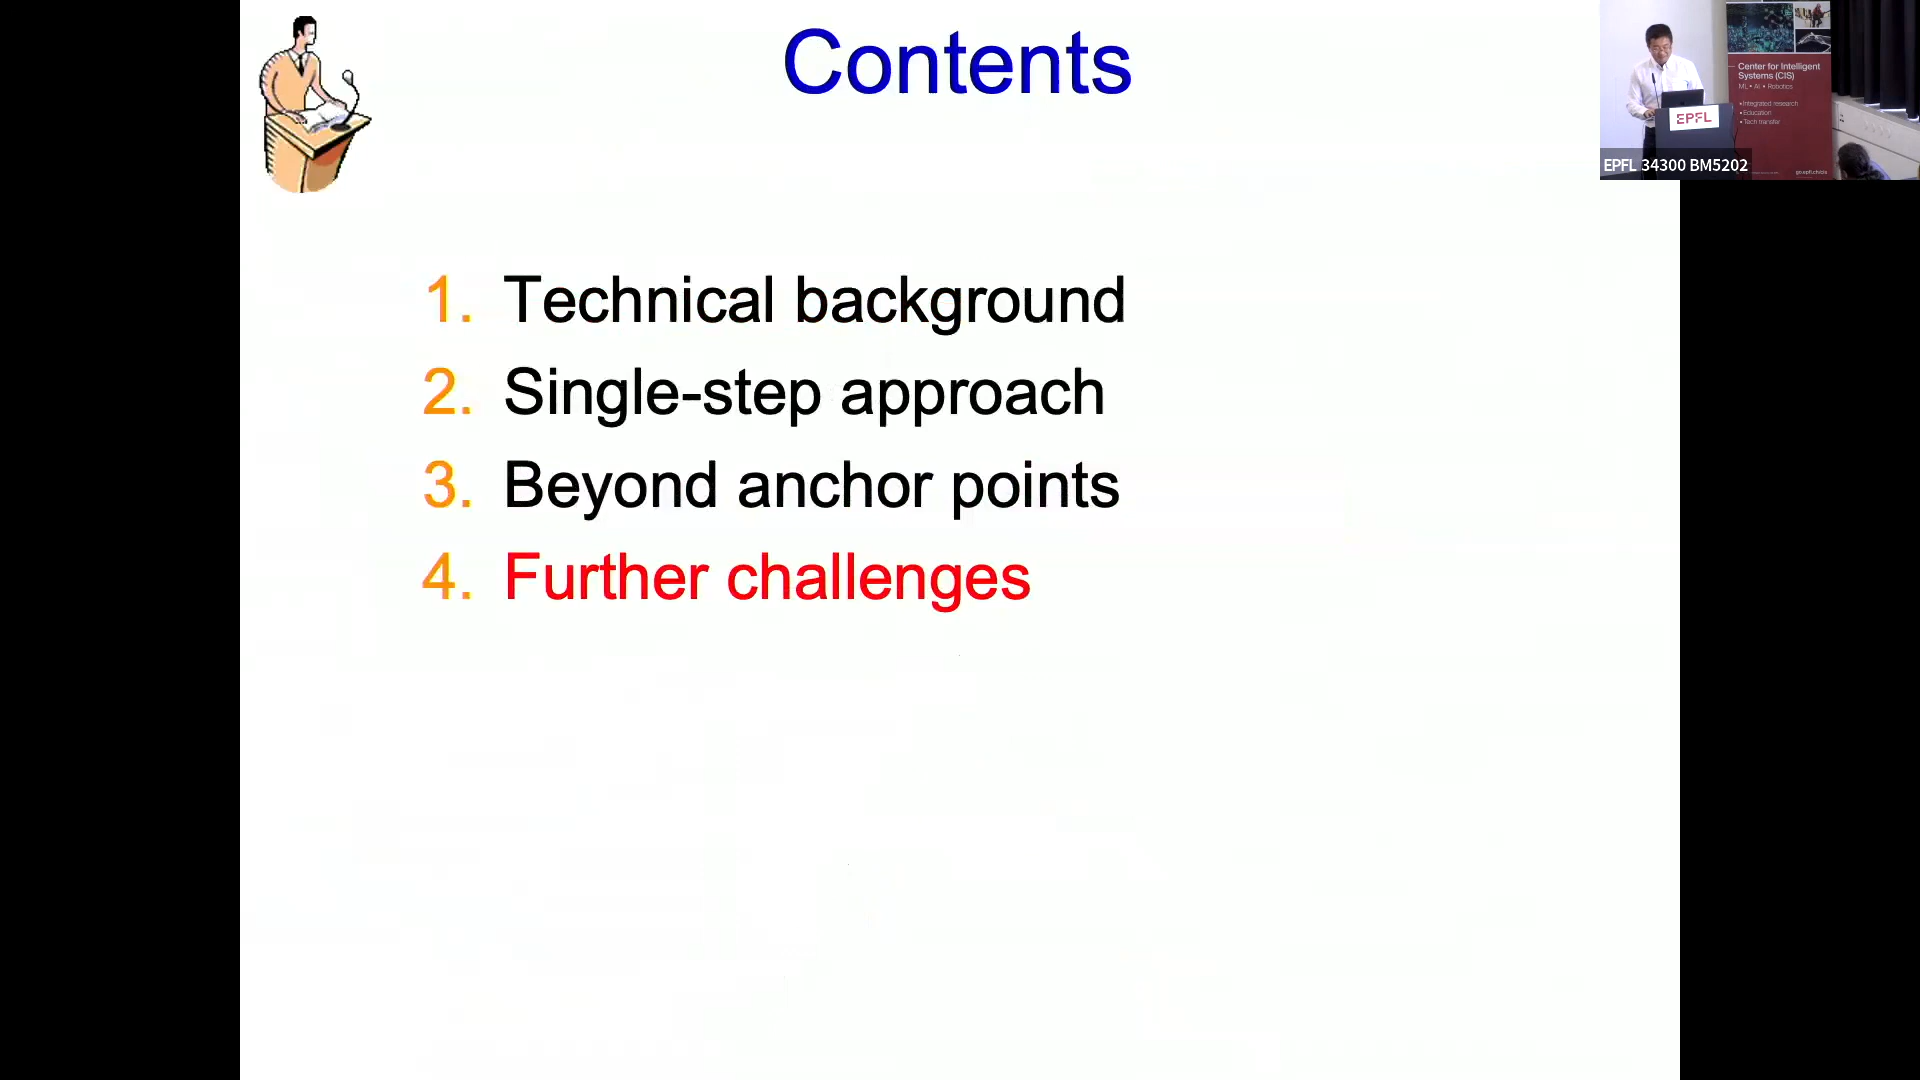 Contents
1. Technical background
2. Single-step approach
3. Beyond anchor points
4. Further challenges
Center for Intelligent
Systems (CIS)
ML • AI • Robotics
• Integrated research
• Education
• Tech transfer
EPFL
EPFL 34300 BM5202